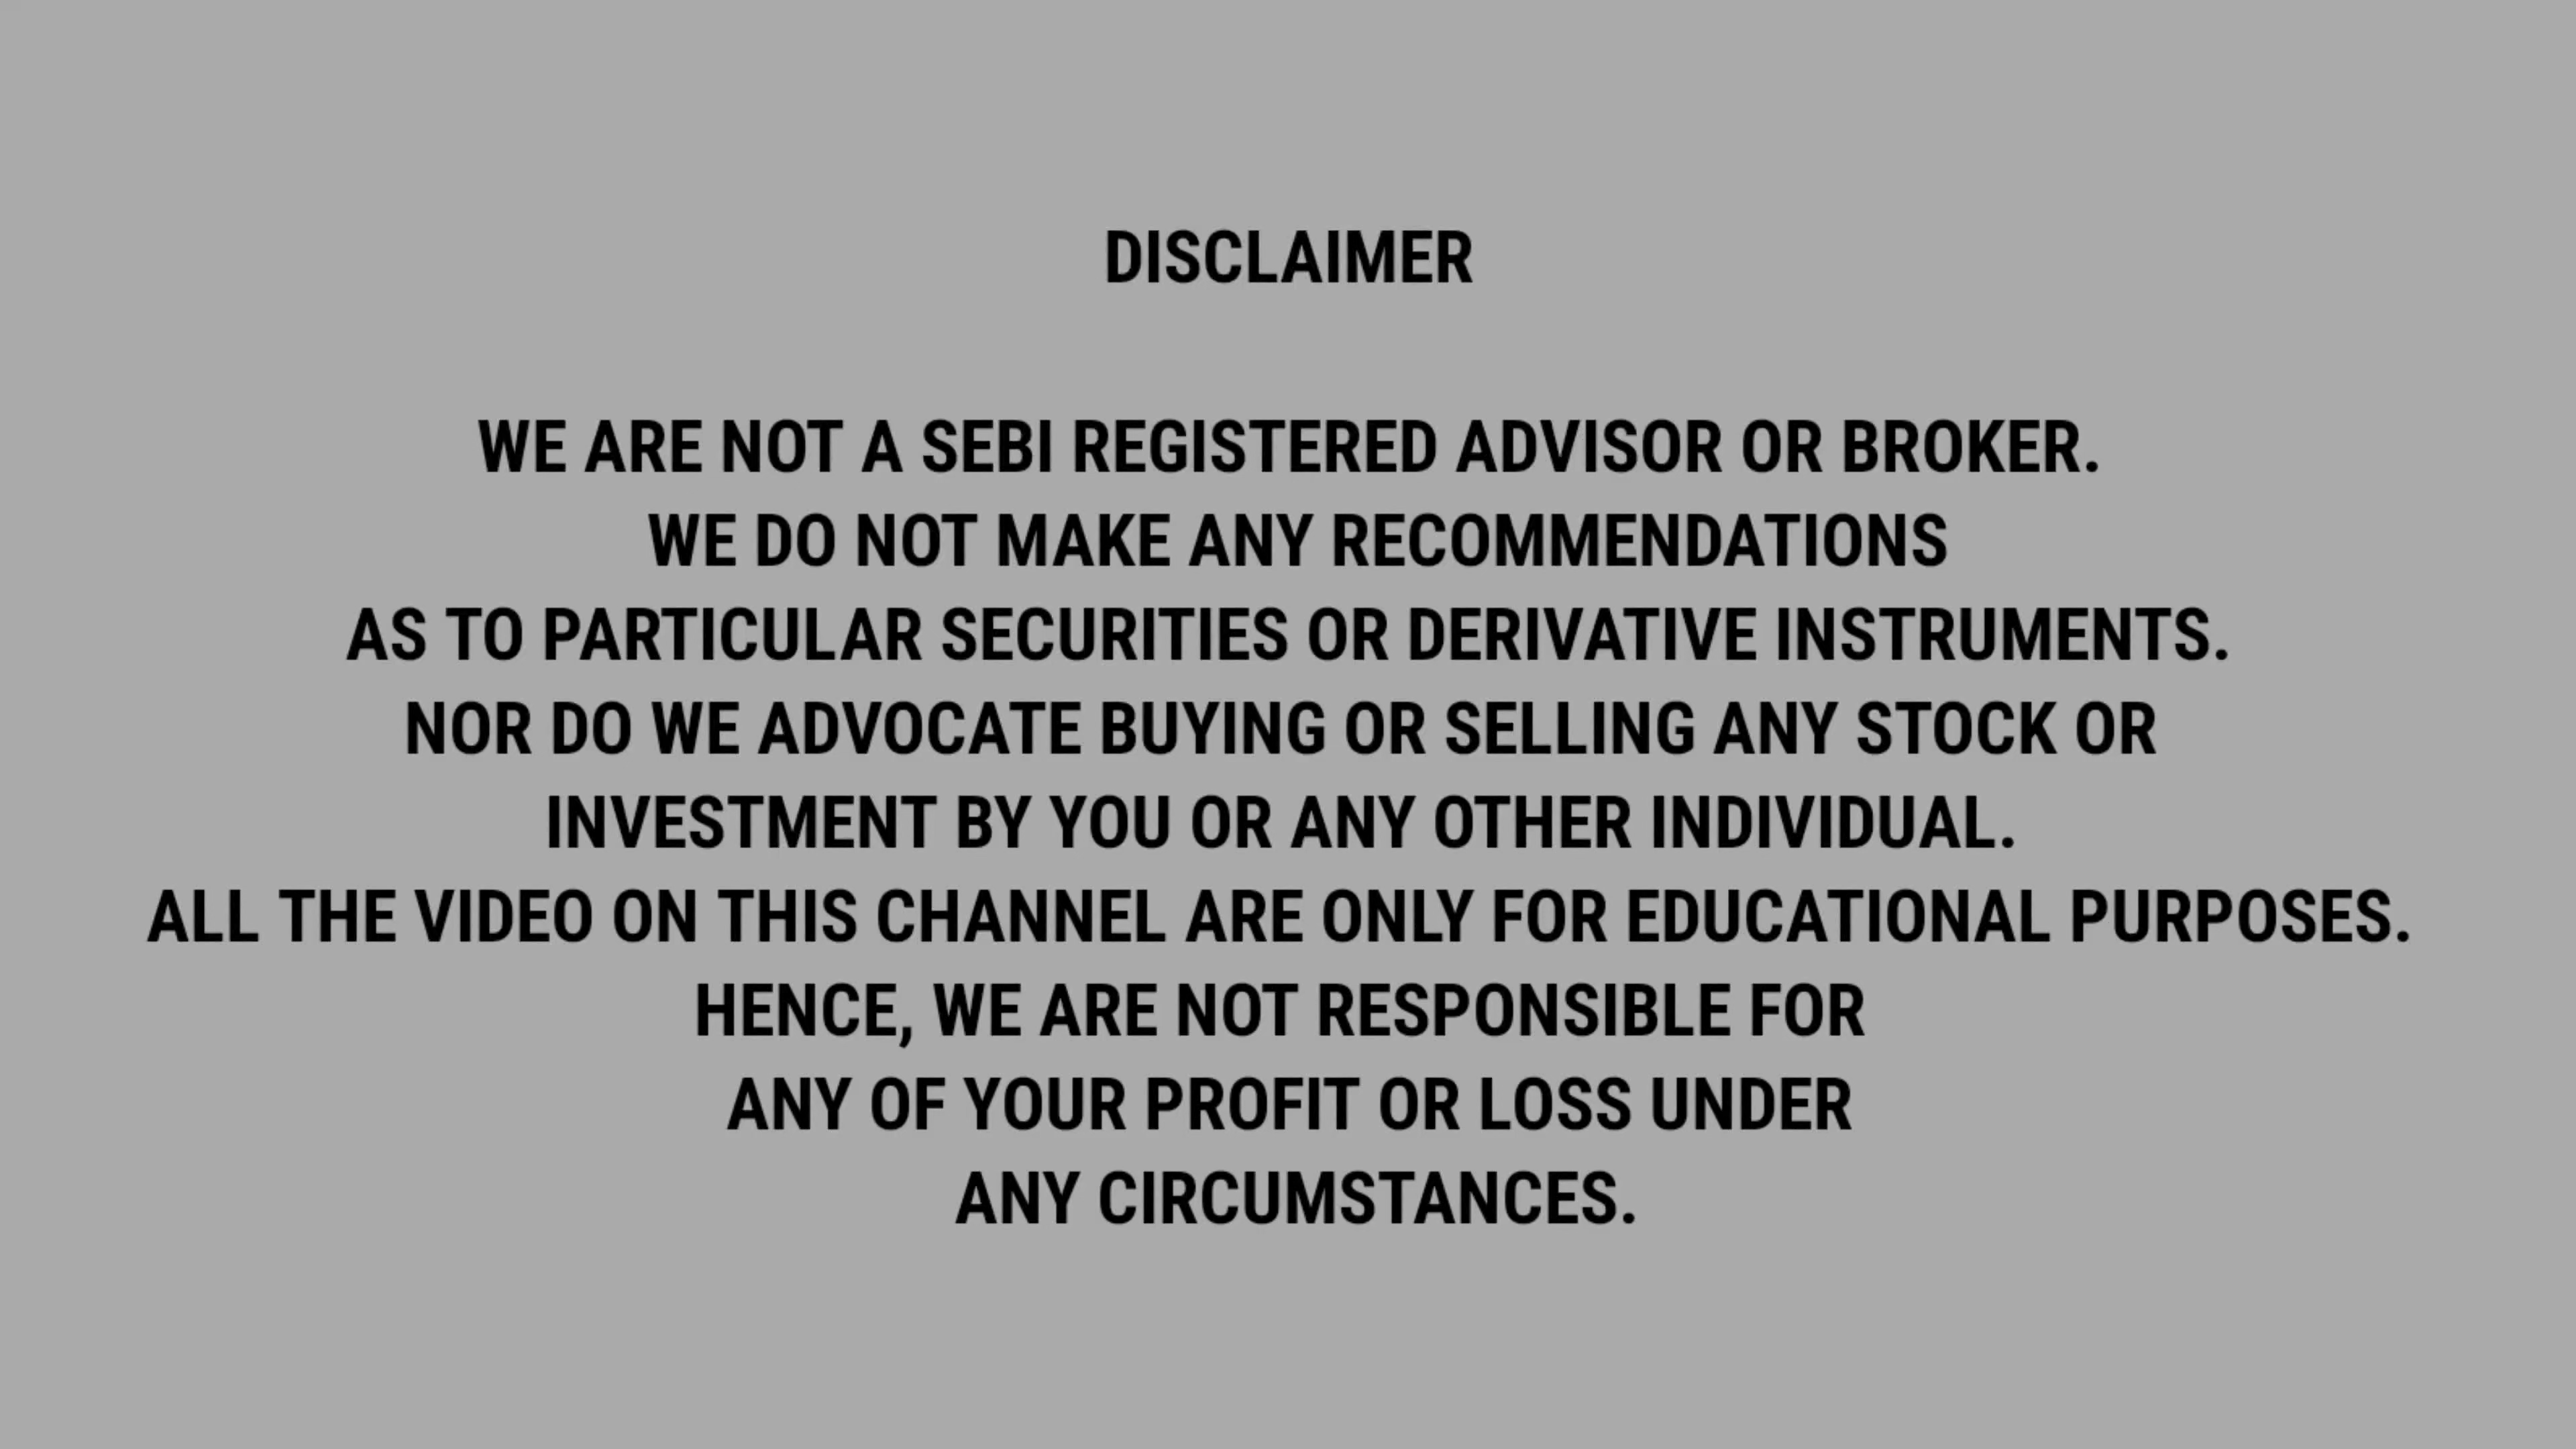 DISCLAIMER
WE ARE NOT A SEBI REGISTERED ADVISOR OR BROKER.
WE DO NOT MAKE ANY RECOMMENDATIONS
AS TO PARTICULAR SECURITIES OR DERIVATIVE INSTRUMENTS.
NOR DO WE ADVOCATE BUYING OR SELLING ANY STOCK OR
INVESTMENT BY YOU OR ANY OTHER INDIVIDUAL.
ALL THE VIDEO ON THIS CHANNEL ARE ONLY FOR EDUCATIONAL PURPOSES.
HENCE, WE ARE NOT RESPONSIBLE FOR
ANY OF YOUR PROFIT OR LOSS UNDER
ANY CIRCUMSTANCES.